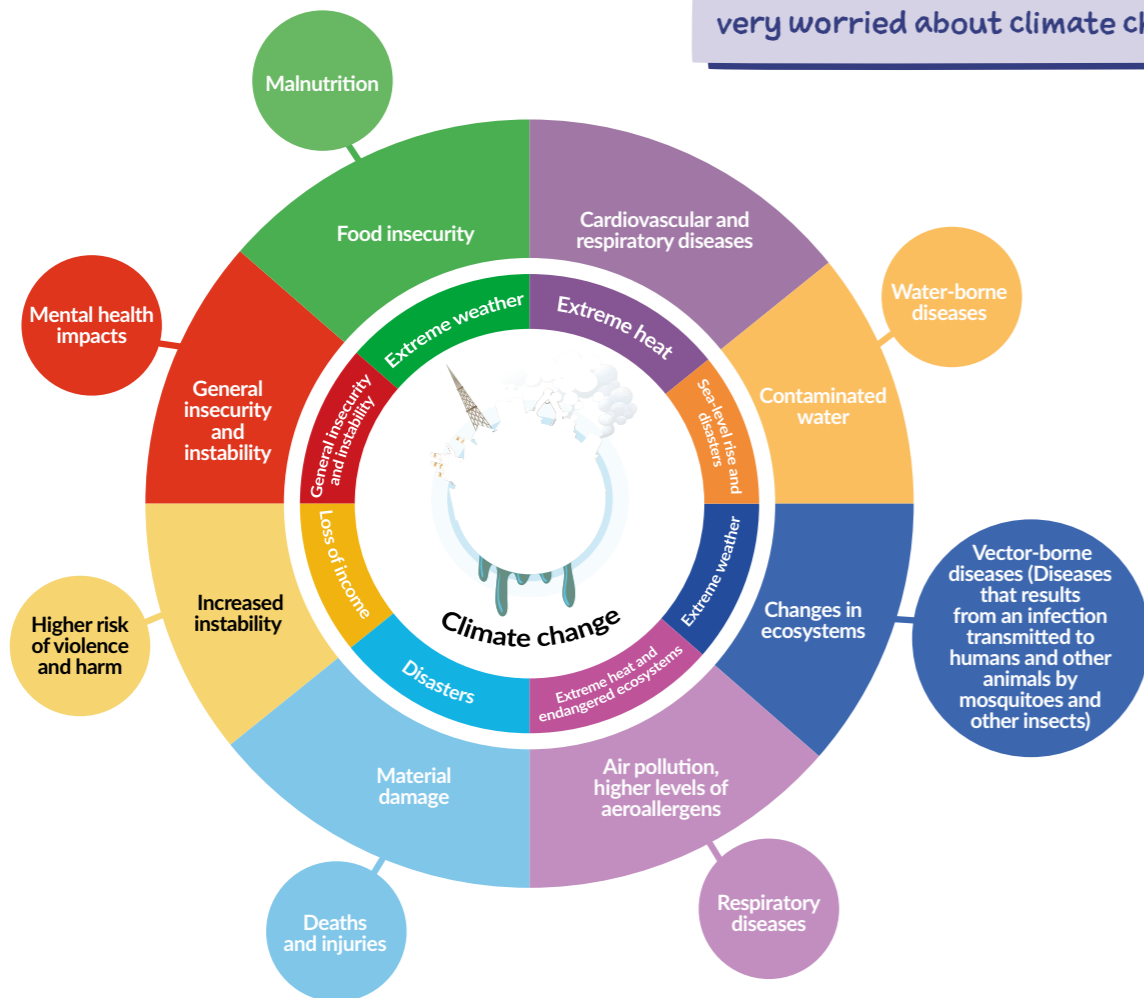 very worried about climate ch
Malnutrition
Food insecurity
Cardiovascular and
respiratory diseases
Mental health
impacts
Water-borne
diseases
Extreme weather
Extreme heat
General
insecurity
and
instability
General insecurity
and instability
Sea-level rise and
disasters
Contaminated
water
Loss of income
Extreme weather
Climate change
Increased
instability
Changes in
ecosystems
Vector-borne
diseases (Diseases
that results
from an infection
transmitted to
humans and other
animals by
mosquitoes and
other insects)
Higher risk
of violence
and harm
Disasters
Extreme heat and
endangered ecosystems
Material
damage
Air pollution,
higher levels of
aeroallergens
Deaths
and injuries
Respiratory
diseases